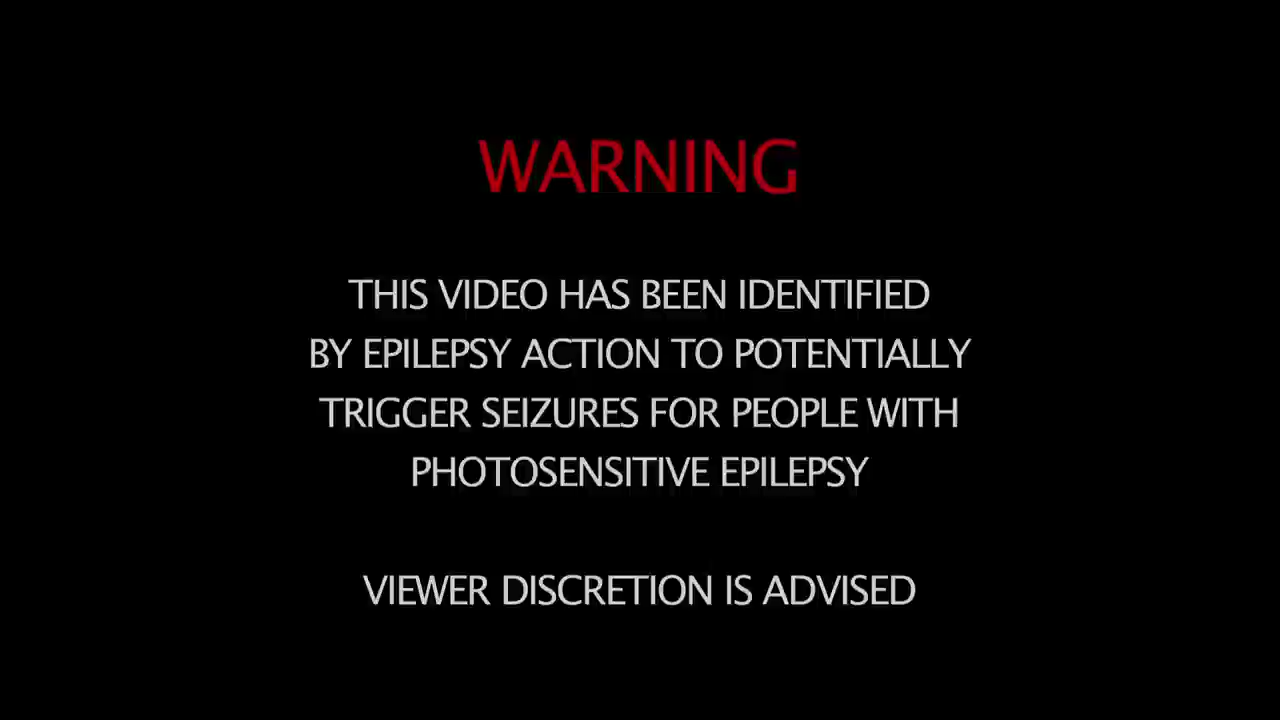 WARNING
THIS VIDEO HAS BEEN IDENTIFIED
BY EPILEPSY ACTION TO POTENTIALLY
TRIGGER SEIZURES FOR PEOPLE WITH
PHOTOSENSITIVE EPILEPSY
VIEWER DISCRETION IS ADVISED